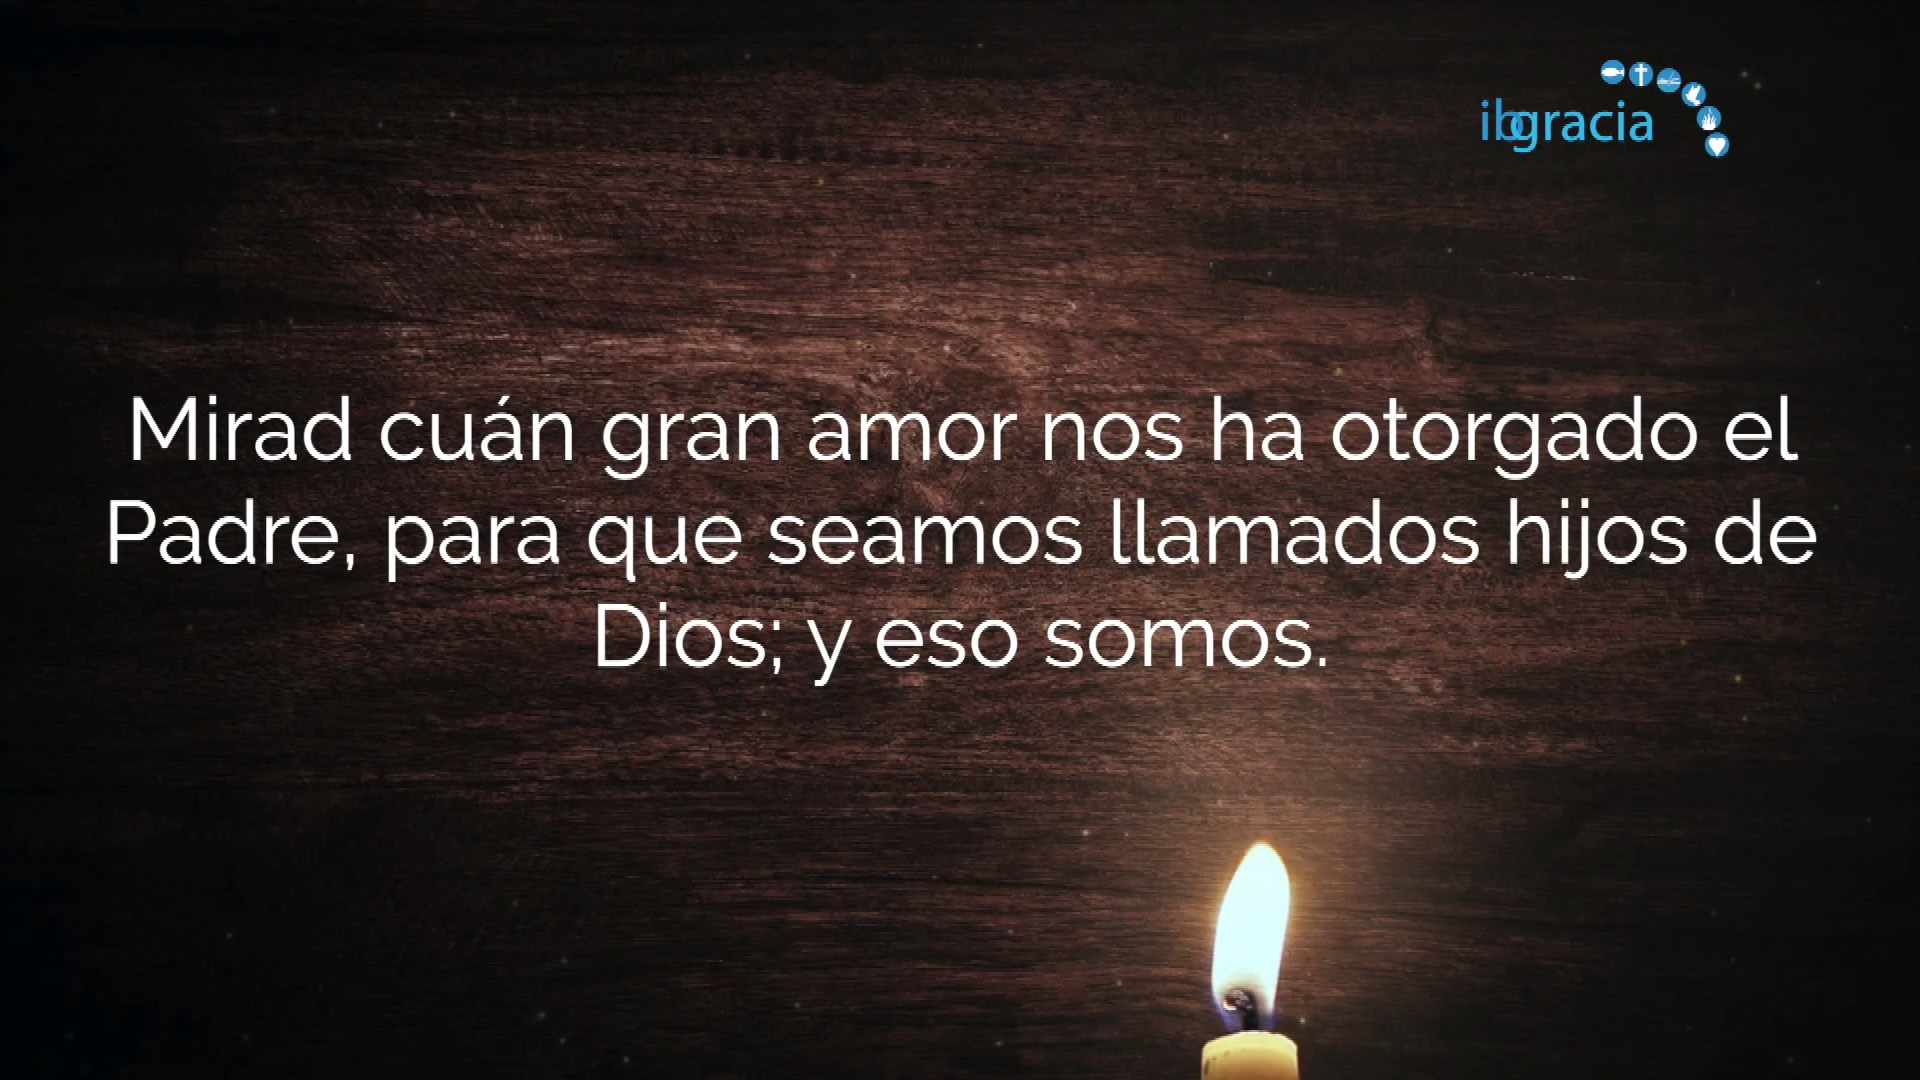 ibgracia
Mirad cuán gran amor nos ha otorgado el
Padre, para que seamos llamados hijos de
Dios; y eso somos.